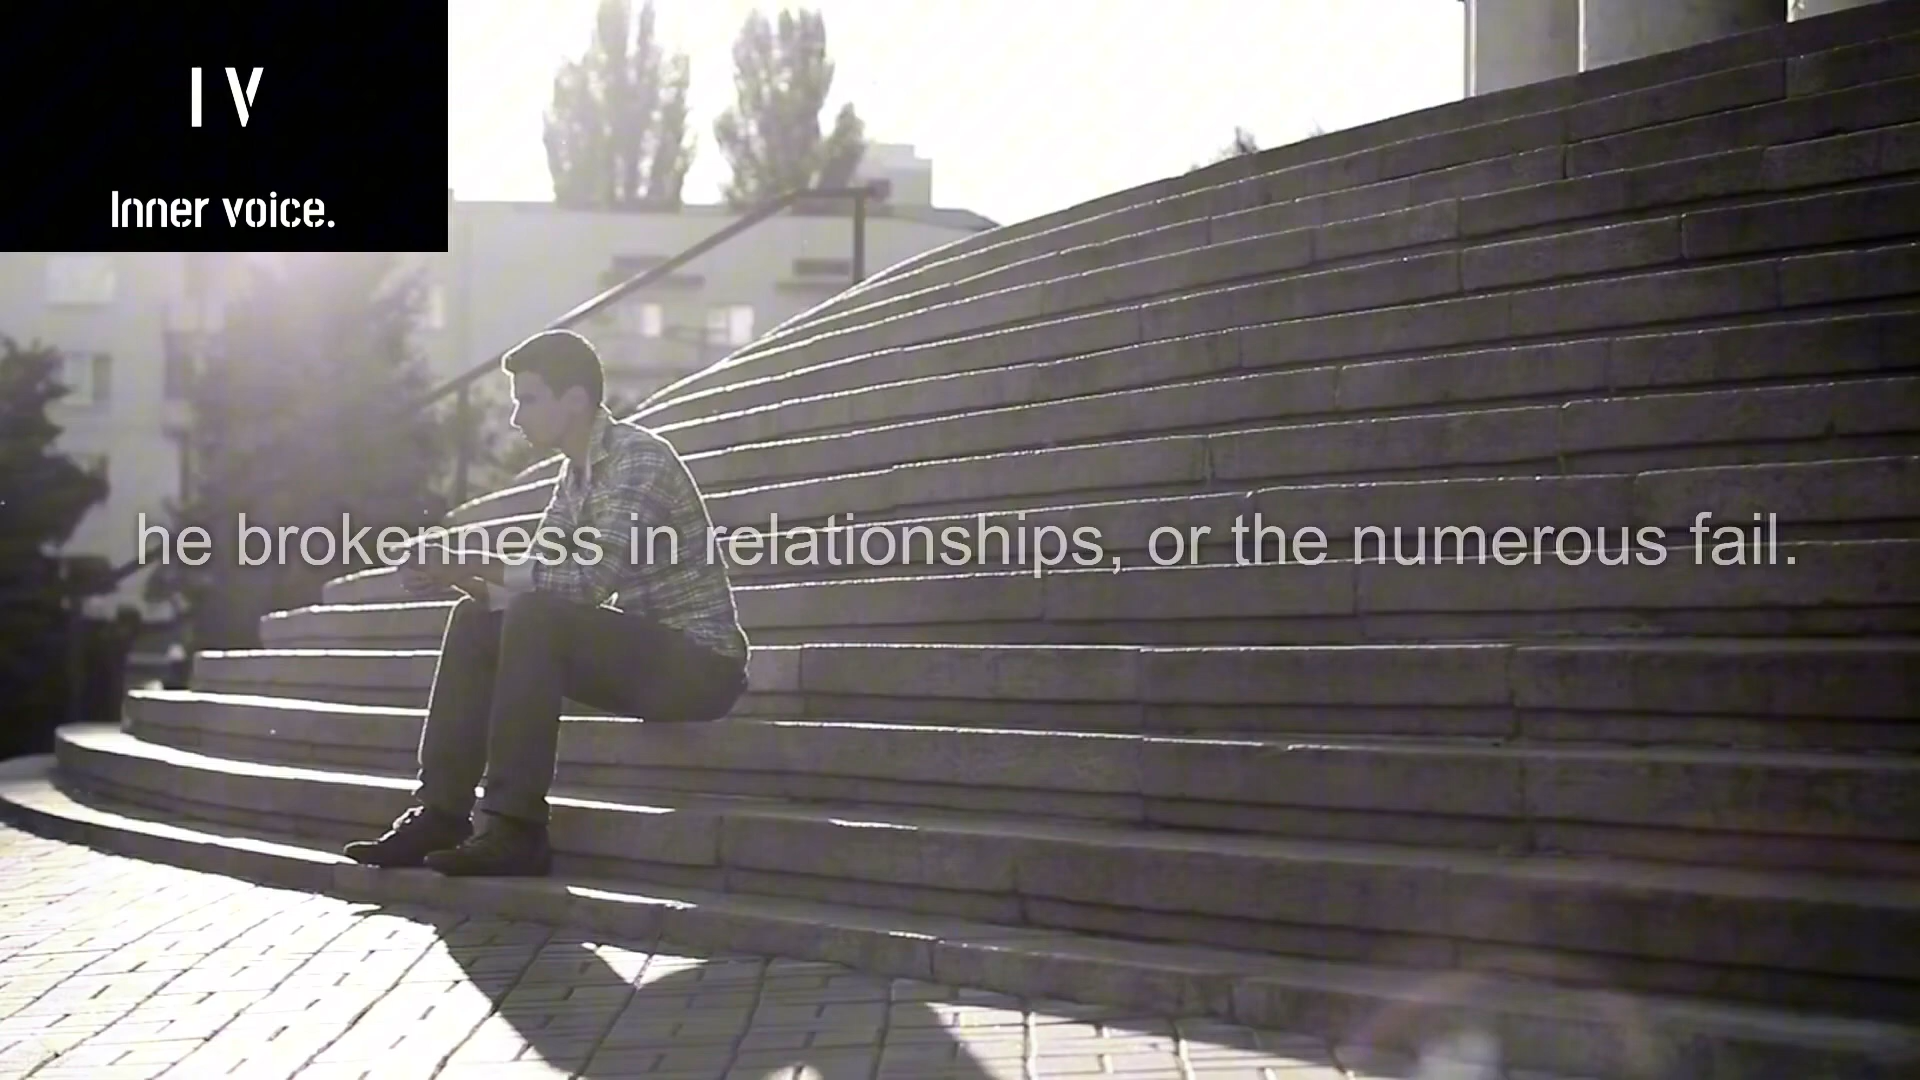 I V
Inner voice.
he brokenness in relationships, or the numerous fail.